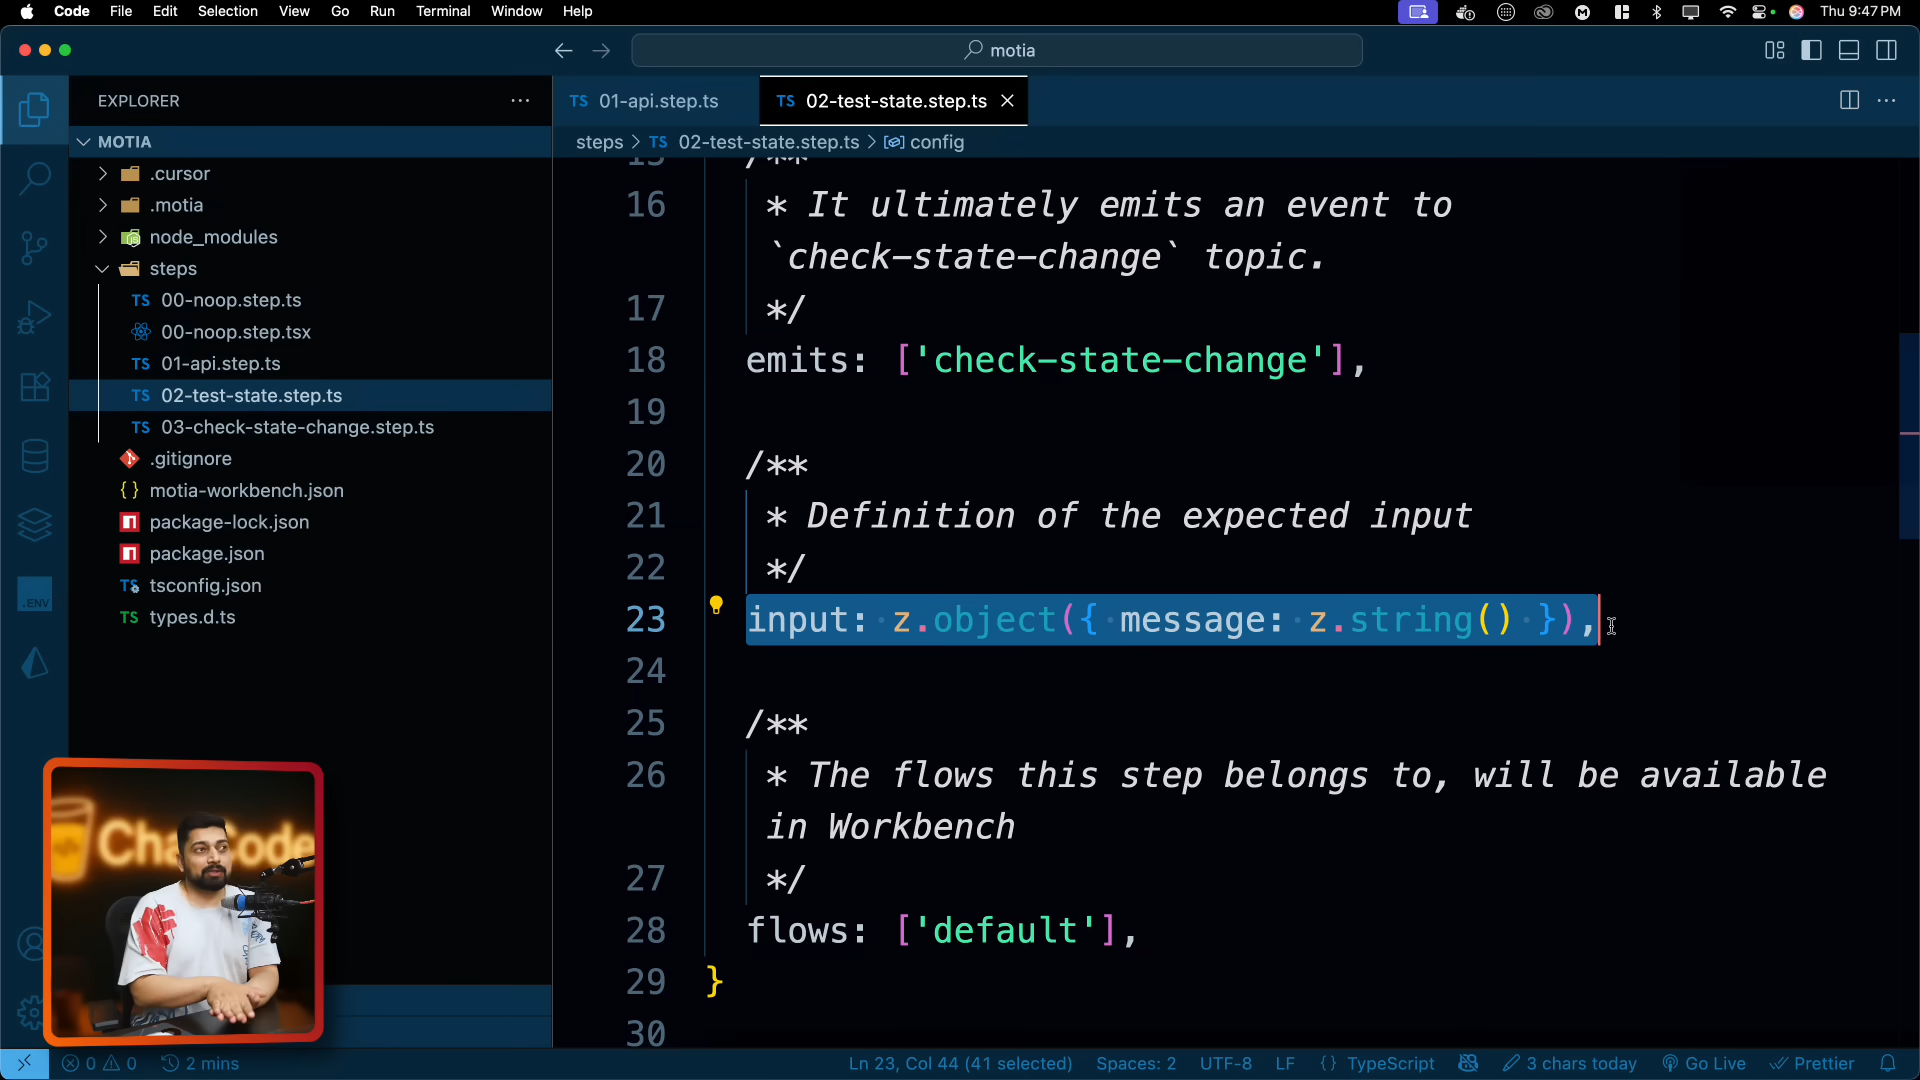 Code File Edit Selection View Go Run Terminal Window Help Thu 9:47 PM
motia
EXPLORER
MOTIA
.cursor
.motia
node_modules
steps
00-noop.step.ts
00-noop.step.tsx
01-api.step.ts
02-test-state.step.ts
03-check-state-change.step.ts
.gitignore
motia-workbench.json
package-lock.json
package.json
tsconfig.json
types.d.ts
.ENV
TS 01-api.step.ts
TS 02-test-state.step.ts
steps > TS 02-test-state.step.ts > config
15 /**
16 * It ultimately emits an event to
`check-state-change` topic.
17 */
18 emits: ['check-state-change'],
19
20 /**
21 * Definition of the expected input
22 */
23 input: z.object({ message: z.string() }),
24
25 /**
26 * The flows this step belongs to, will be available
in Workbench
27 */
28 flows: ['default'],
29 }
30
0 0 2 mins
Ln 23, Col 44 (41 selected) Spaces: 2 UTF-8 LF {} TypeScript 3 chars today Go Live Prettier